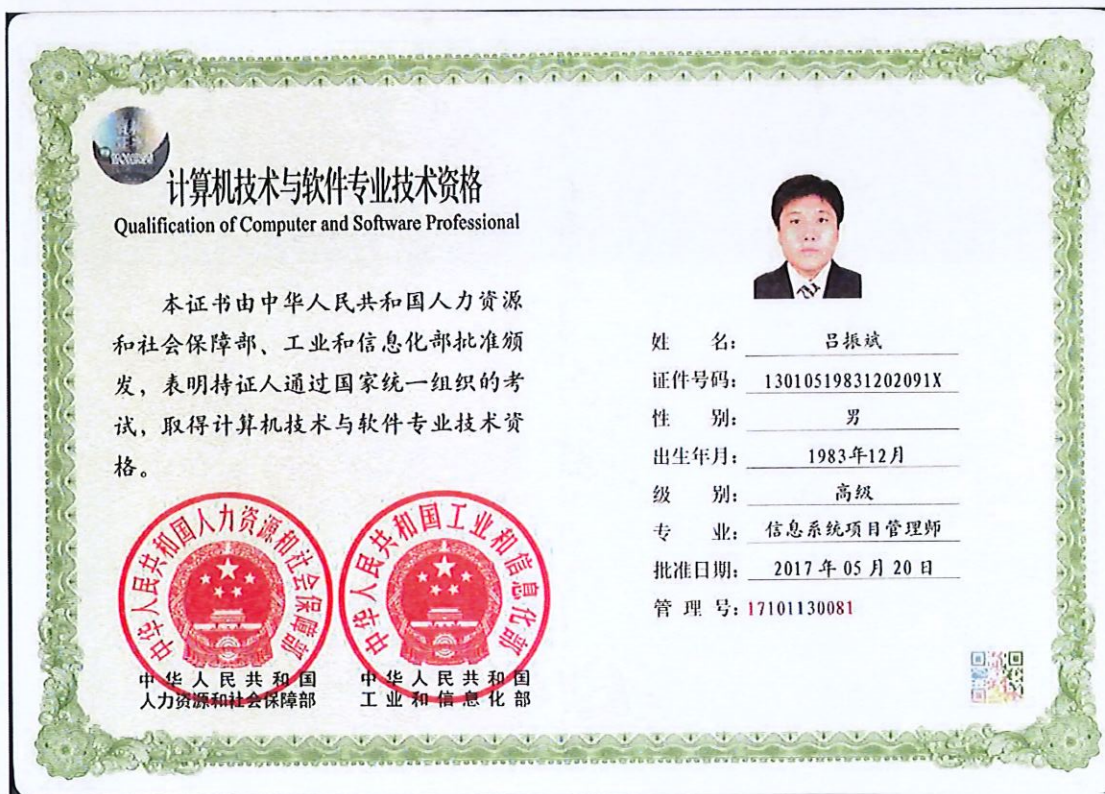 计算机技术与软件专业技术资格
Qualification of Computer and Software Professional
本证书由中华人民共和国人力资源
和社会保障部、工业和信息化部批准颁
发，表明持证人通过国家统一组织的考
试，取得计算机技术与软件专业技术资
格。
中华人民共和国人力资源和社会保障部
中华人民共和国工业和信息化部
中华人民共和国
人力资源和社会保障部
中华人民共和国
工业和信息化部
姓名：吕振斌
证件号码：13010519831202091X
性别：男
出生年月：1983年12月
级别：高级
专业：信息系统项目管理师
批准日期：2017年05月20日
管理号：17101130081